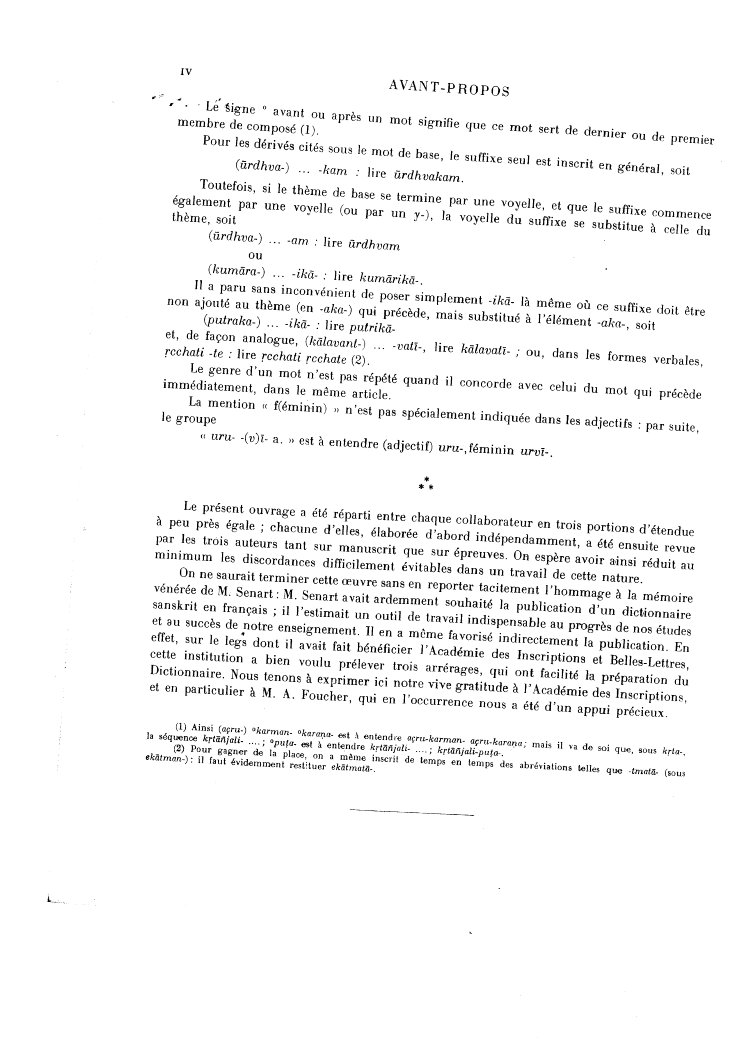 IV
AVANT-PROPOS
Le signe ° avant ou après un mot signifie que ce mot sert de dernier ou de premier
membre de composé (1).
Pour les dérivés cités sous le mot de base, le suffixe seul est inscrit en général, soit
(ūrdhva-) ... -kam : lire ūrdhvakam.
Toutefois, si le thème de base se termine par une voyelle, et que le suffixe commence
également par une voyelle (ou par un y-), la voyelle du suffixe se substitue à celle du
thème, soit
(ūrdhva-) ... -am : lire ūrdhvam
ou
(kumāra-) ... -ikā- : lire kumārikā-.
Il a paru sans inconvénient de poser simplement -ikā- là même où ce suffixe doit être
non ajouté au thème (en -aka-) qui précède, mais substitué à l'élément -aka-, soit
(putraka-) ... -ikā- : lire putrikā-
et, de façon analogue, (kālavant-) ... -vatī-, lire kālavatī- ; ou, dans les formes verbales,
ṛcchati -te : lire ṛcchati ṛcchate (2).
Le genre d'un mot n'est pas répété quand il concorde avec celui du mot qui précède
immédiatement, dans le même article.
La mention « f(éminin) » n'est pas spécialement indiquée dans les adjectifs : par suite,
le groupe
« uru- -(v)ī- a. » est à entendre (adjectif) uru-, féminin urvī-.
*
* *
Le présent ouvrage a été réparti entre chaque collaborateur en trois portions d'étendue
à peu près égale ; chacune d'elles, élaborée d'abord indépendamment, a été ensuite revue
par les trois auteurs tant sur manuscrit que sur épreuves. On espère avoir ainsi réduit au
minimum les discordances difficilement évitables dans un travail de cette nature.
On ne saurait terminer cette œuvre sans en reporter tacitement l'hommage à la mémoire
vénérée de M. Senart : M. Senart avait ardemment souhaité la publication d'un dictionnaire
sanskrit en français ; il l'estimait un outil de travail indispensable au progrès de nos études
et au succès de notre enseignement. Il en a même favorisé indirectement la publication. En
effet, sur le legs dont il avait fait bénéficier l'Académie des Inscriptions et Belles-Lettres,
cette institution a bien voulu prélever trois arrérages, qui ont facilité la préparation du
Dictionnaire. Nous tenons à exprimer ici notre vive gratitude à l'Académie des Inscriptions,
et en particulier à M. A. Foucher, qui en l'occurrence nous a été d'un appui précieux.
(1) Ainsi (açru-) °karman- °karaṇa- est à entendre açru-karman- açru-karaṇa; mais il va de soi que, sous kṛta-,
la séquence kṛtāñjali- ....; °puṭa- est à entendre kṛtāñjali- ....; kṛtāñjali-puṭa-.
(2) Pour gagner de la place, on a même inscrit de temps en temps des abréviations telles que -tmatā- (sous
ekātman-) : il faut évidemment restituer ekātmatā-.